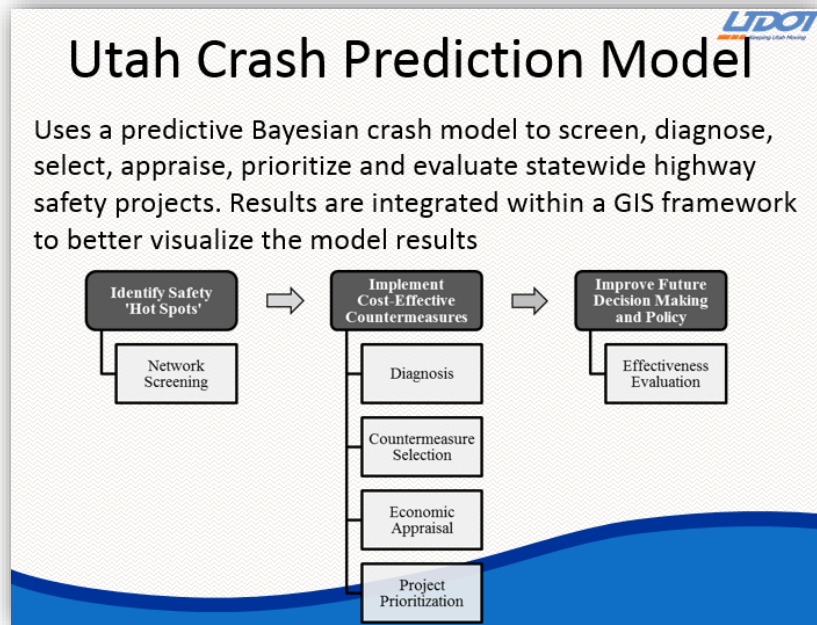 UDOT
Keeping Utah Moving
Utah Crash Prediction Model
Uses a predictive Bayesian crash model to screen, diagnose,
select, appraise, prioritize and evaluate statewide highway
safety projects. Results are integrated within a GIS framework
to better visualize the model results
Identify Safety
'Hot Spots'
Network
Screening
Implement
Cost-Effective
Countermeasures
Diagnosis
Countermeasure
Selection
Economic
Appraisal
Project
Prioritization
Improve Future
Decision Making
and Policy
Effectiveness
Evaluation